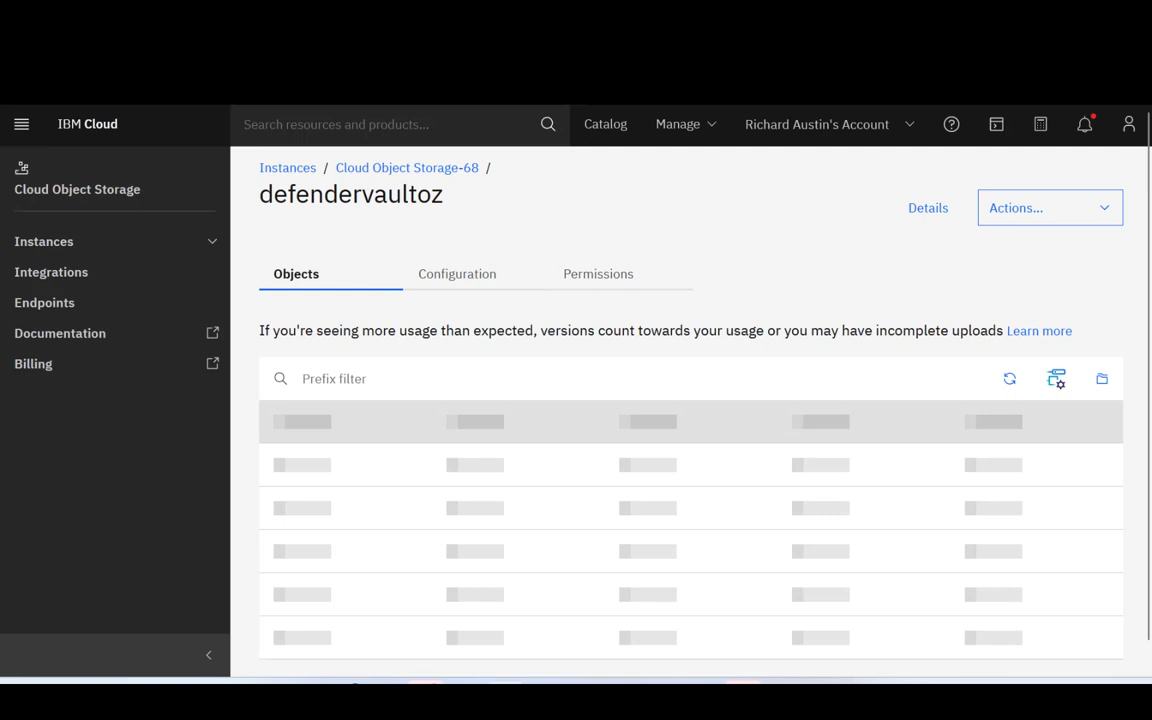 IBM Cloud
Search resources and products...
Catalog
Manage
Richard Austin's Account
Cloud Object Storage
Instances
Integrations
Endpoints
Documentation
Billing
Instances / Cloud Object Storage-68 /
defendervaultoz
Details
Actions...
Objects
Configuration
Permissions
If you're seeing more usage than expected, versions count towards your usage or you may have incomplete uploads Learn more
Prefix filter